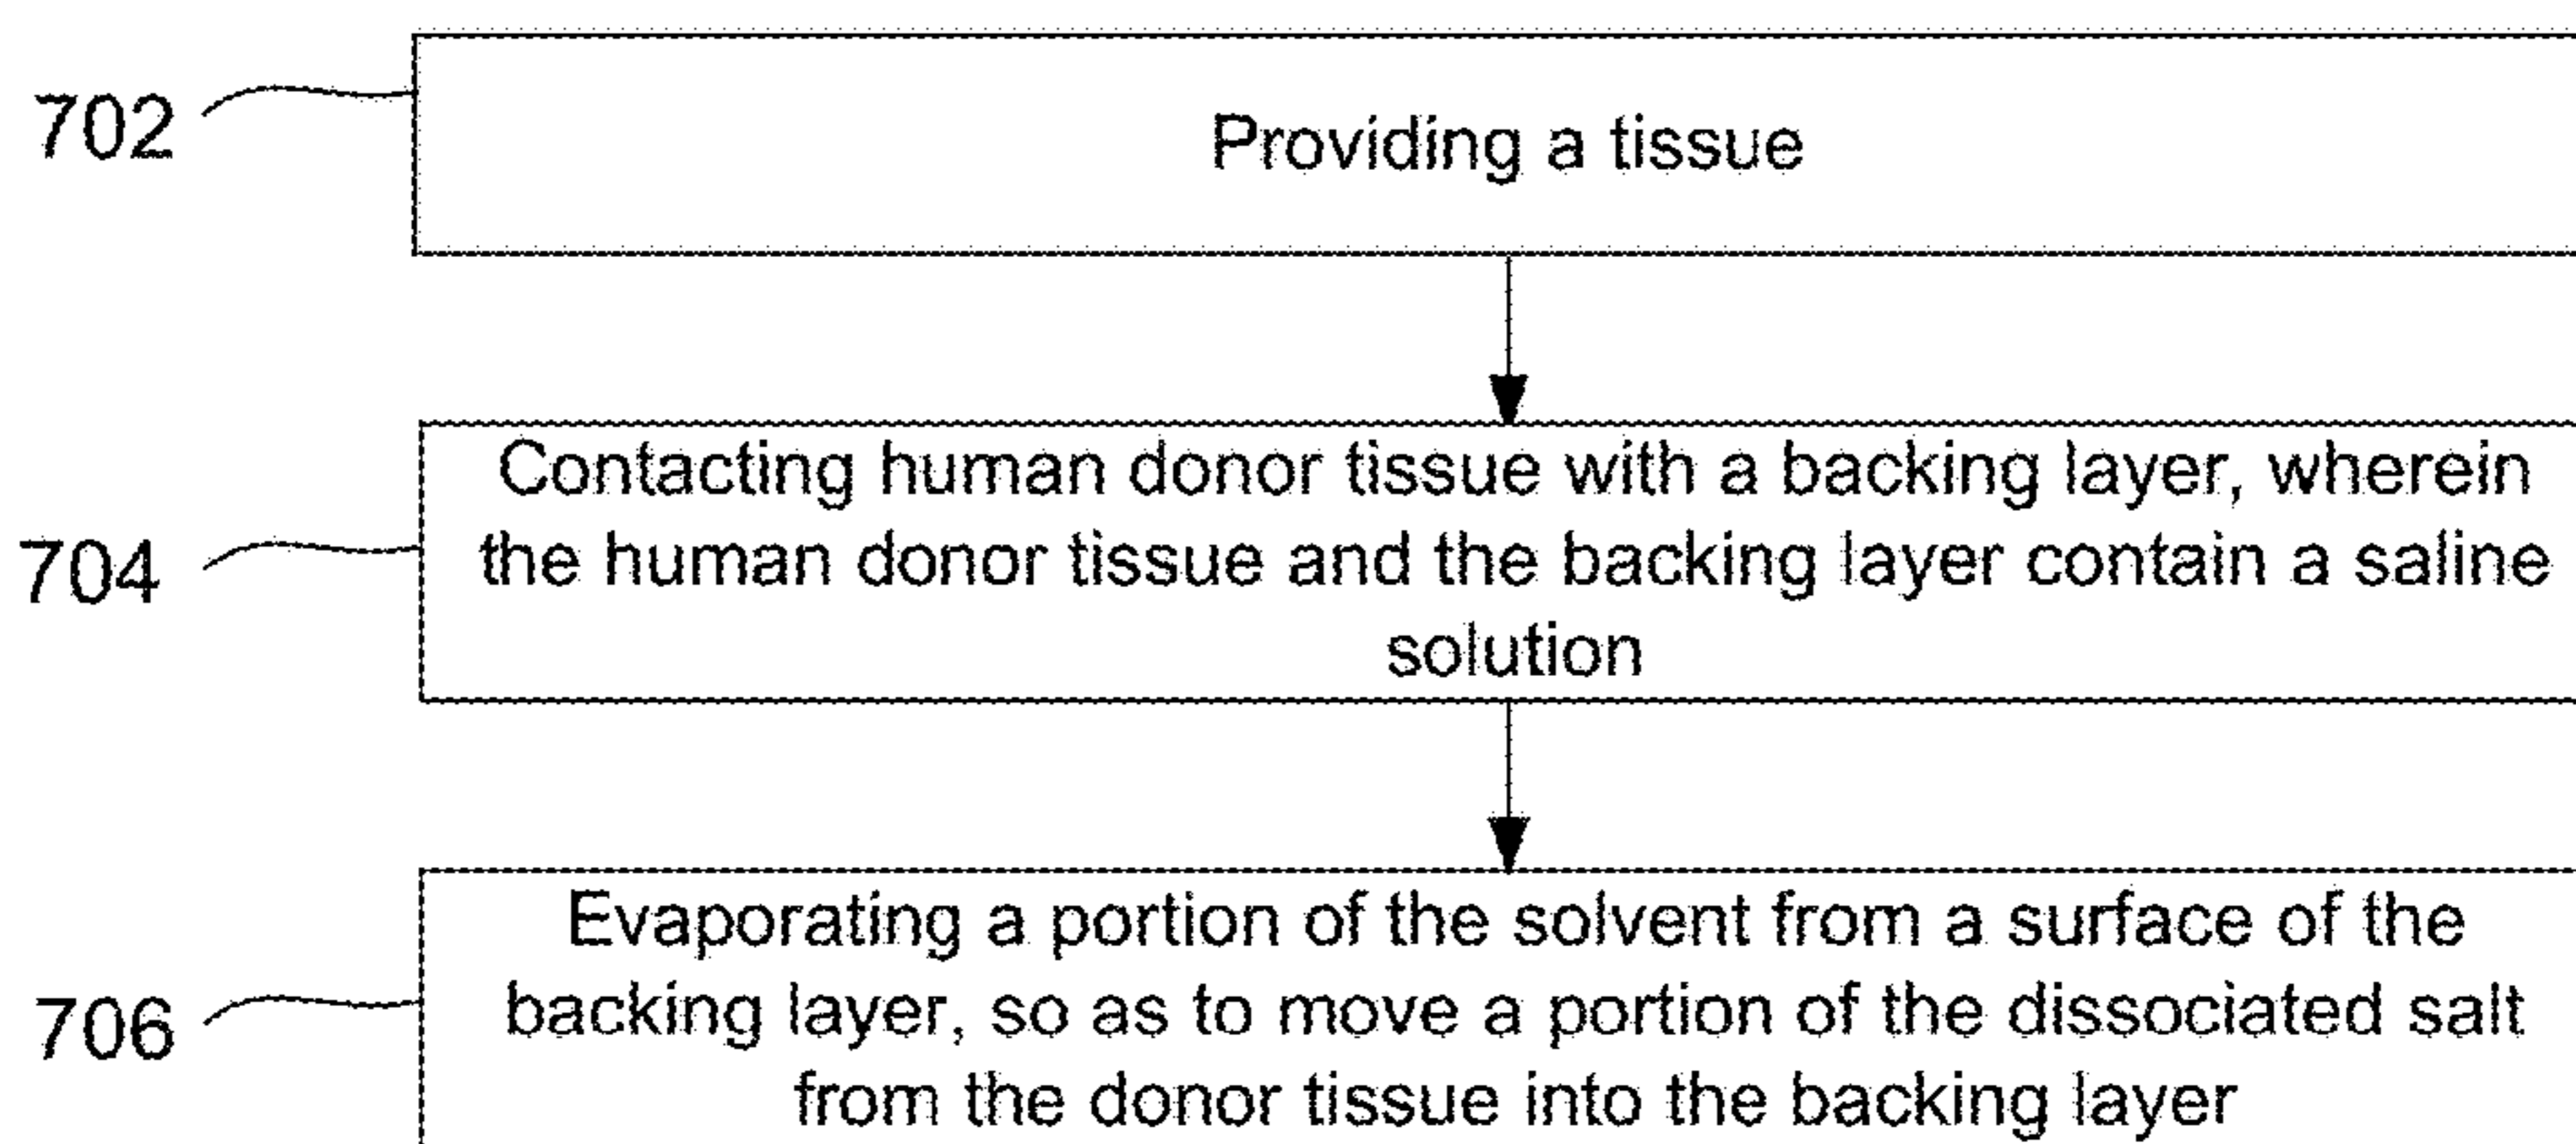 702
Providing a tissue
Contacting human donor tissue with a backing layer, wherein
704
the human donor tissue and the backing layer contain a saline
solution
Evaporating a portion of the solvent from a surface of the
706
backing layer, so as to move a portion of the dissociated salt
from the donor tissue into the backing layer